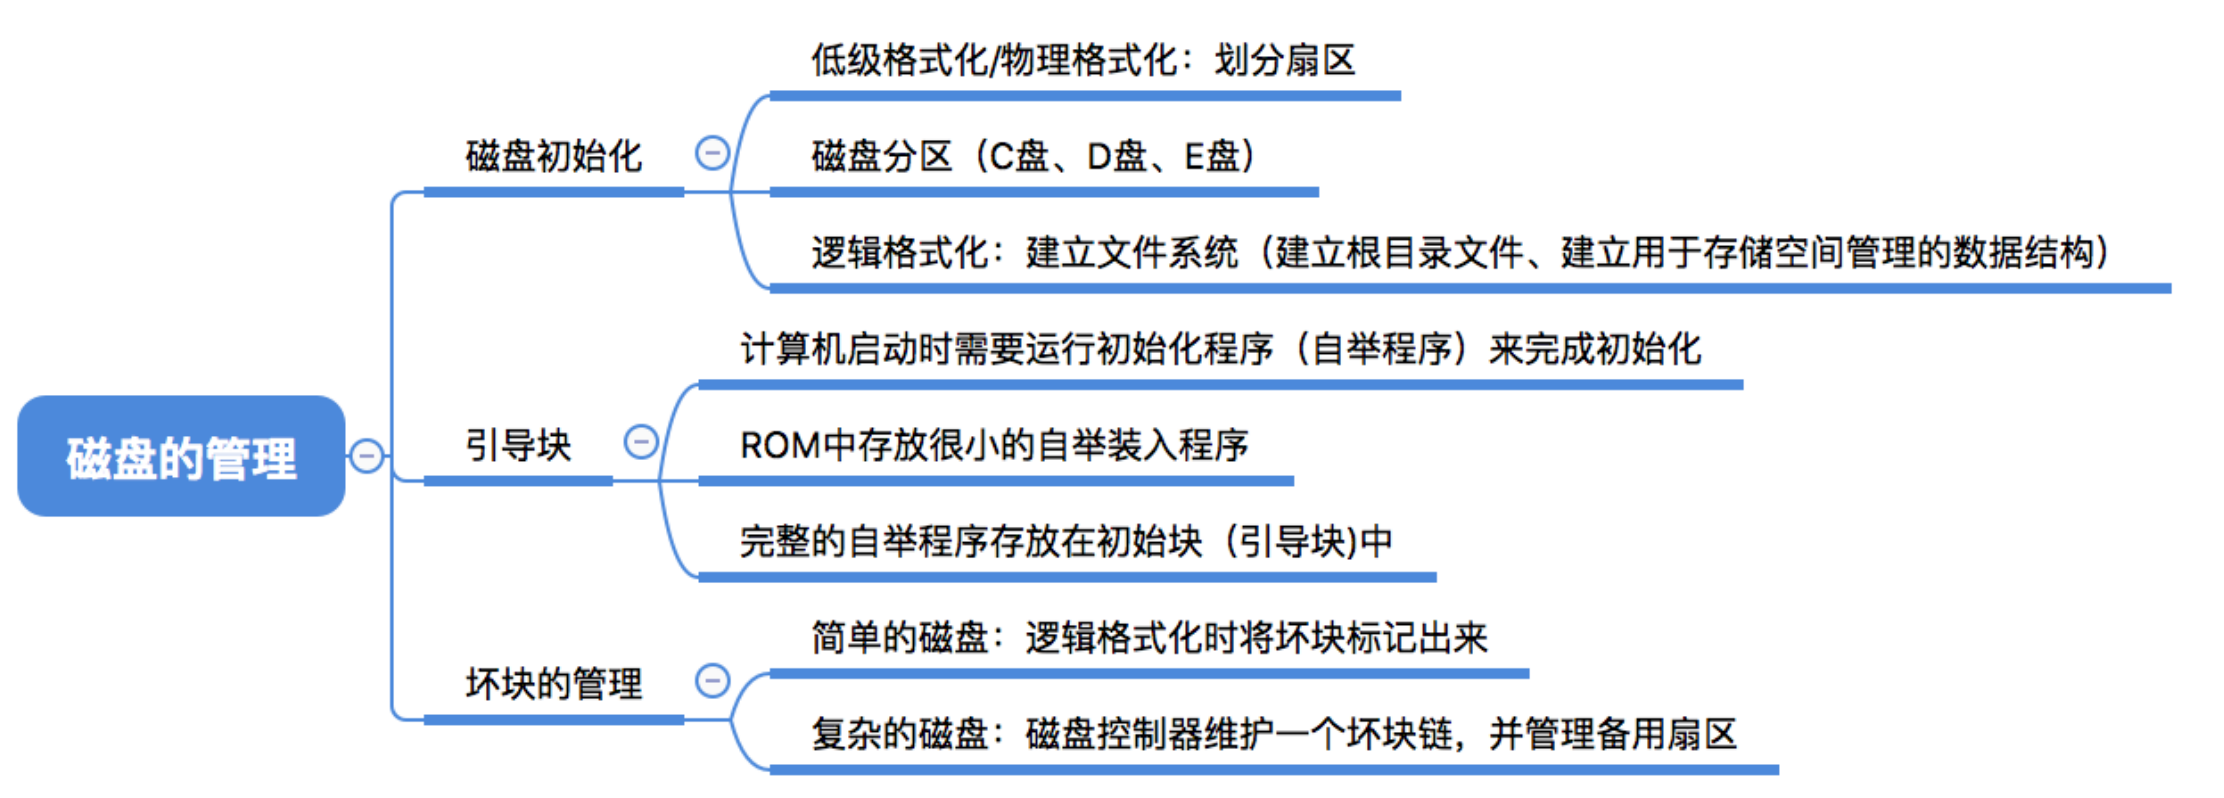 磁盘的管理
磁盘初始化
低级格式化/物理格式化：划分扇区
磁盘分区（C盘、D盘、E盘）
逻辑格式化：建立文件系统（建立根目录文件、建立用于存储空间管理的数据结构）
引导块
计算机启动时需要运行初始化程序（自举程序）来完成初始化
ROM中存放很小的自举装入程序
完整的自举程序存放在初始块（引导块)中
坏块的管理
简单的磁盘：逻辑格式化时将坏块标记出来
复杂的磁盘：磁盘控制器维护一个坏块链，并管理备用扇区